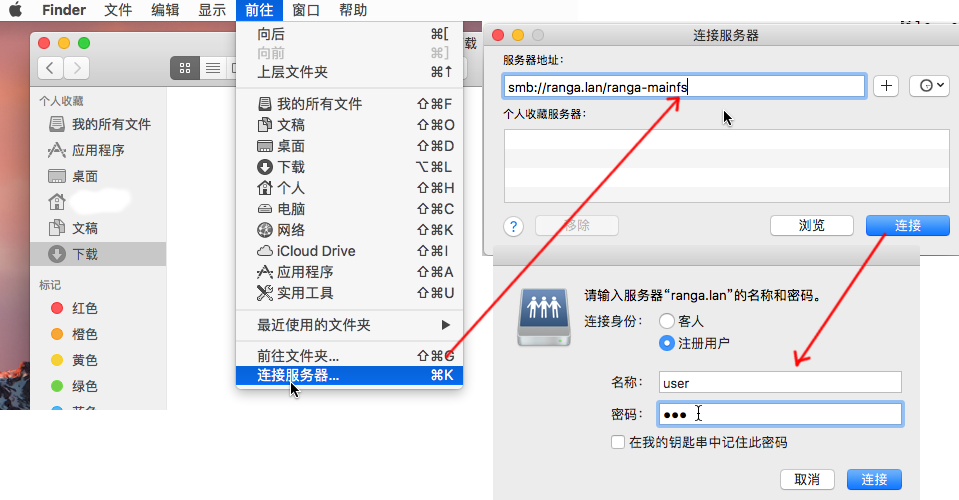 Finder 文件 编辑 显示 前往 窗口 帮助
载
个人收藏
我的所有文件
应用程序
桌面
文稿
下载
标记
红色
橙色
黄色
绿色
蓝色
向后 ⌘[
向前 ⌘]
上层文件夹 ⌘↑
我的所有文件 ⇧⌘F
文稿 ⇧⌘O
桌面 ⇧⌘D
下载 ⌥⌘L
个人 ⇧⌘H
电脑 ⇧⌘C
网络 ⇧⌘K
iCloud Drive ⇧⌘I
应用程序 ⇧⌘A
实用工具 ⇧⌘U
最近使用的文件夹 ▶
前往文件夹... ⇧⌘G
连接服务器... ⌘K
连接服务器
服务器地址：
smb://ranga.lan/ranga-mainfs
个人收藏服务器：
? 移除 浏览 连接
请输入服务器“ranga.lan”的名称和密码。
连接身份： 客人
注册用户
名称： user
密码： ●●●
在我的钥匙串中记住此密码
取消 连接